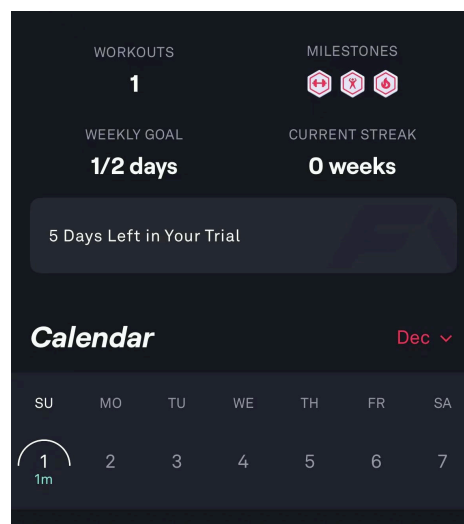 WORKOUTS MILESTONES
1
WEEKLY GOAL CURRENT STREAK
1/2 days 0 weeks
5 Days Left in Your Trial
Calendar Dec
SU MO TU WE TH FR SA
1 2 3 4 5 6 7
1m